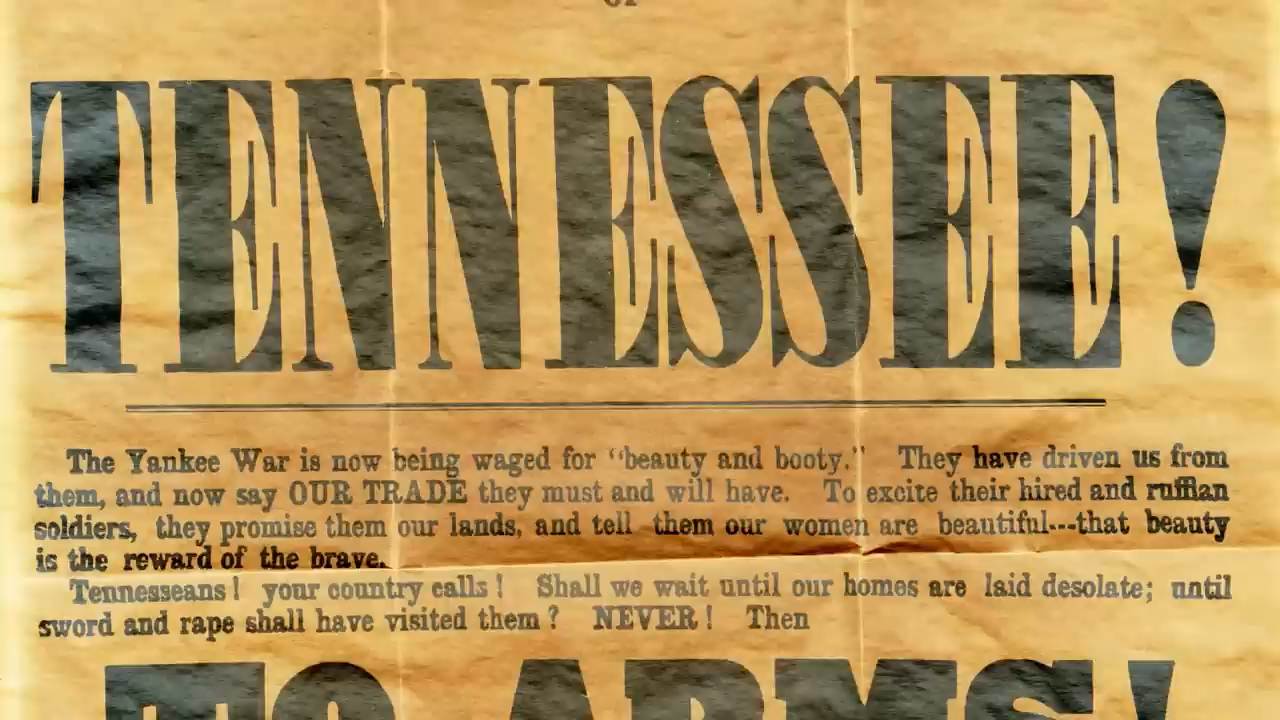 OF
TENNESSEE!
The Yankee War is now being waged for "beauty and booty." They have driven us from
them, and now say OUR TRADE they must and will have. To excite their hired and ruffian
soldiers, they promise them our lands, and tell them our women are beautiful---that beauty
is the reward of the brave.
Tennesseans! your country calls! Shall we wait until our homes are laid desolate; until
sword and rape shall have visited them? NEVER! Then
TO ARMS!